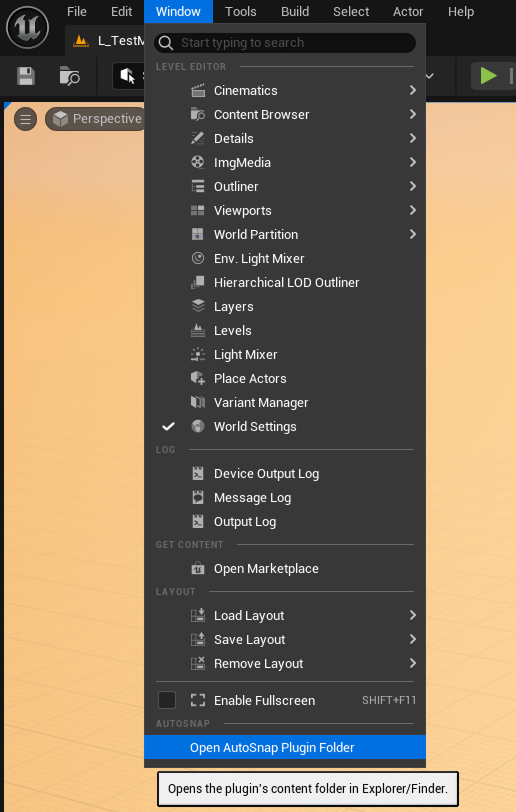 File Edit Window Tools Build Select Actor Help
L_TestM
Start typing to search
LEVEL EDITOR
Perspective
Cinematics
Content Browser
Details
ImgMedia
Outliner
Viewports
World Partition
Env. Light Mixer
Hierarchical LOD Outliner
Layers
Levels
Light Mixer
Place Actors
Variant Manager
World Settings
LOG
Device Output Log
Message Log
Output Log
GET CONTENT
Open Marketplace
LAYOUT
Load Layout
Save Layout
Remove Layout
Enable Fullscreen SHIFT+F11
AUTOSNAP
Open AutoSnap Plugin Folder
Opens the plugin's content folder in Explorer/Finder.